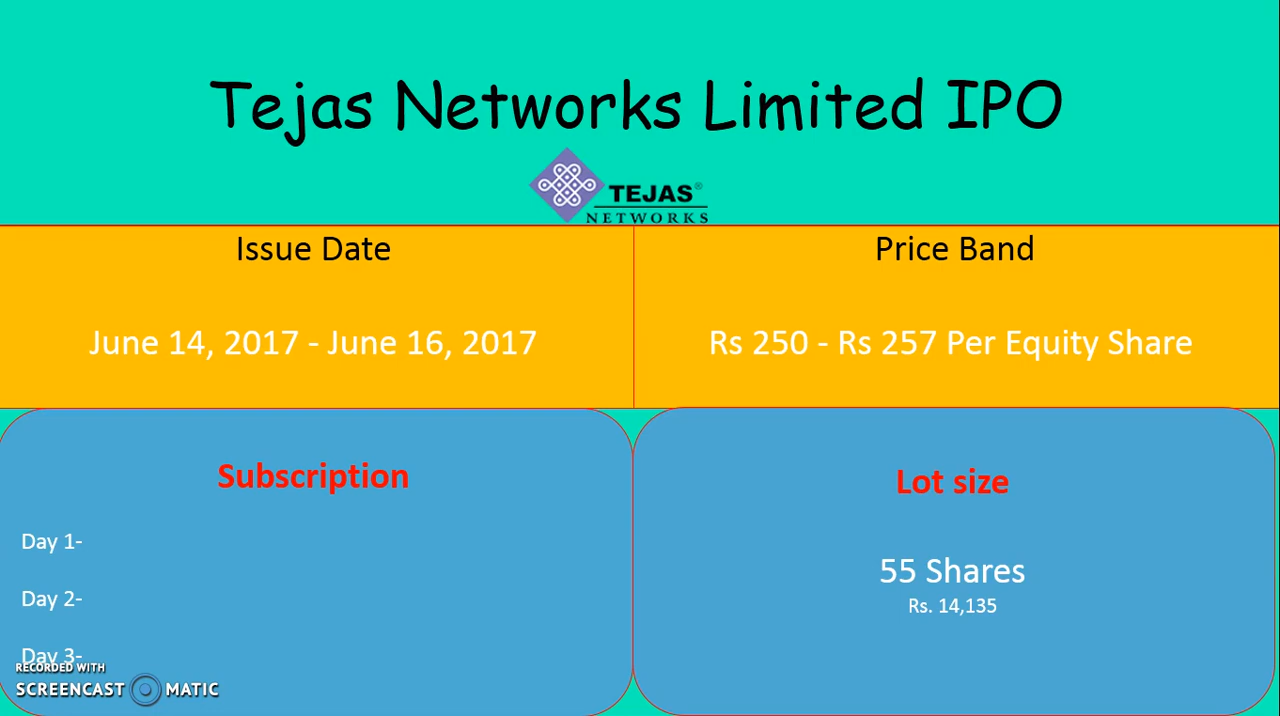 Tejas Networks Limited IPO
TEJAS®
NETWORKS
Issue Date
June 14, 2017 - June 16, 2017
Price Band
Rs 250 - Rs 257 Per Equity Share
Subscription
Day 1-
Day 2-
Day 3-
Lot size
55 Shares
Rs. 14,135
RECORDED WITH
SCREENCAST MATIC